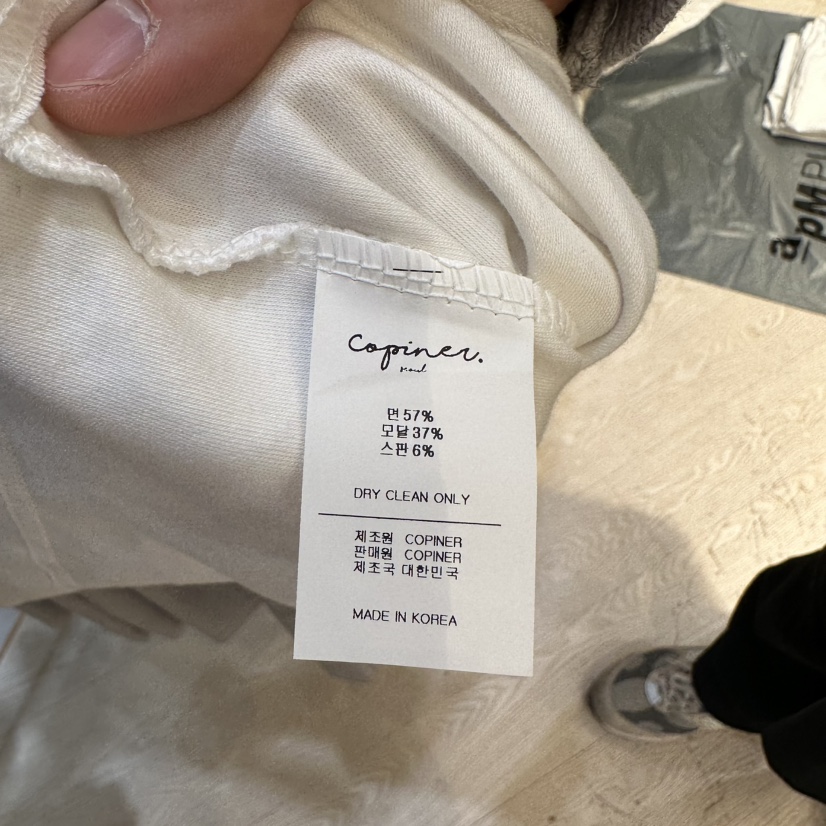 copiner.
seoul
면 57%
모달 37%
스판 6%
DRY CLEAN ONLY
제조원 COPINER
판매원 COPINER
제조국 대한민국
MADE IN KOREA
apM